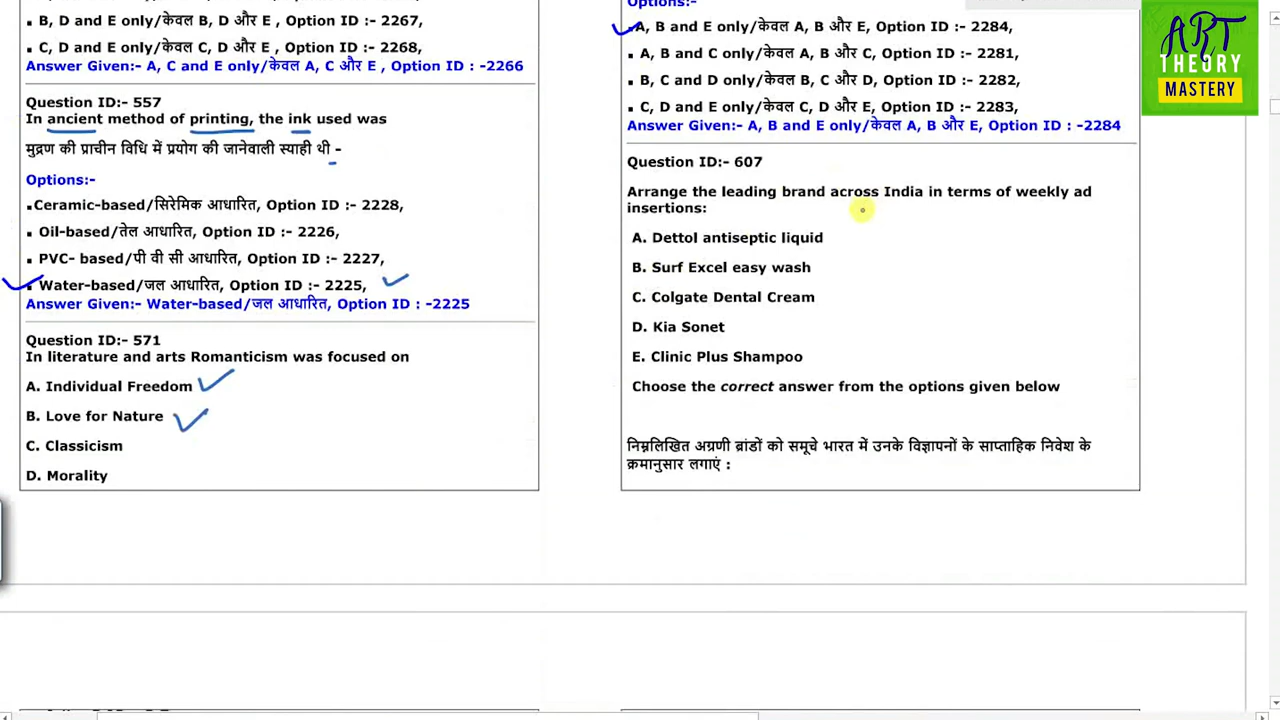 ▪ B, D and E only/केवल B, D और E , Option ID :- 2267,
▪ C, D and E only/केवल C, D और E , Option ID :- 2268,
Answer Given:- A, C and E only/केवल A, C और E , Option ID : -2266
Question ID:- 557
In ancient method of printing, the ink used was
मुद्रण की प्राचीन विधि में प्रयोग की जानेवाली स्याही थी -
Options:-
▪Ceramic-based/सिरेमिक आधारित, Option ID :- 2228,
▪ Oil-based/तेल आधारित, Option ID :- 2226,
▪ PVC- based/पी वी सी आधारित, Option ID :- 2227,
▪ Water-based/जल आधारित, Option ID :- 2225,
Answer Given:- Water-based/जल आधारित, Option ID : -2225
Question ID:- 571
In literature and arts Romanticism was focused on
A. Individual Freedom
B. Love for Nature
C. Classicism
D. Morality
Options:-
▪A, B and E only/केवल A, B और E, Option ID :- 2284,
▪ A, B and C only/केवल A, B और C, Option ID :- 2281,
▪ B, C and D only/केवल B, C और D, Option ID :- 2282,
▪ C, D and E only/केवल C, D और E, Option ID :- 2283,
Answer Given:- A, B and E only/केवल A, B और E, Option ID : -2284
Question ID:- 607
Arrange the leading brand across India in terms of weekly ad
insertions:
A. Dettol antiseptic liquid
B. Surf Excel easy wash
C. Colgate Dental Cream
D. Kia Sonet
E. Clinic Plus Shampoo
Choose the correct answer from the options given below
निम्नलिखित अग्रणी ब्रांडों को समूचे भारत में उनके विज्ञापनों के साप्ताहिक निवेश के
क्रमानुसार लगाएं :
ART
THEORY
MASTERY